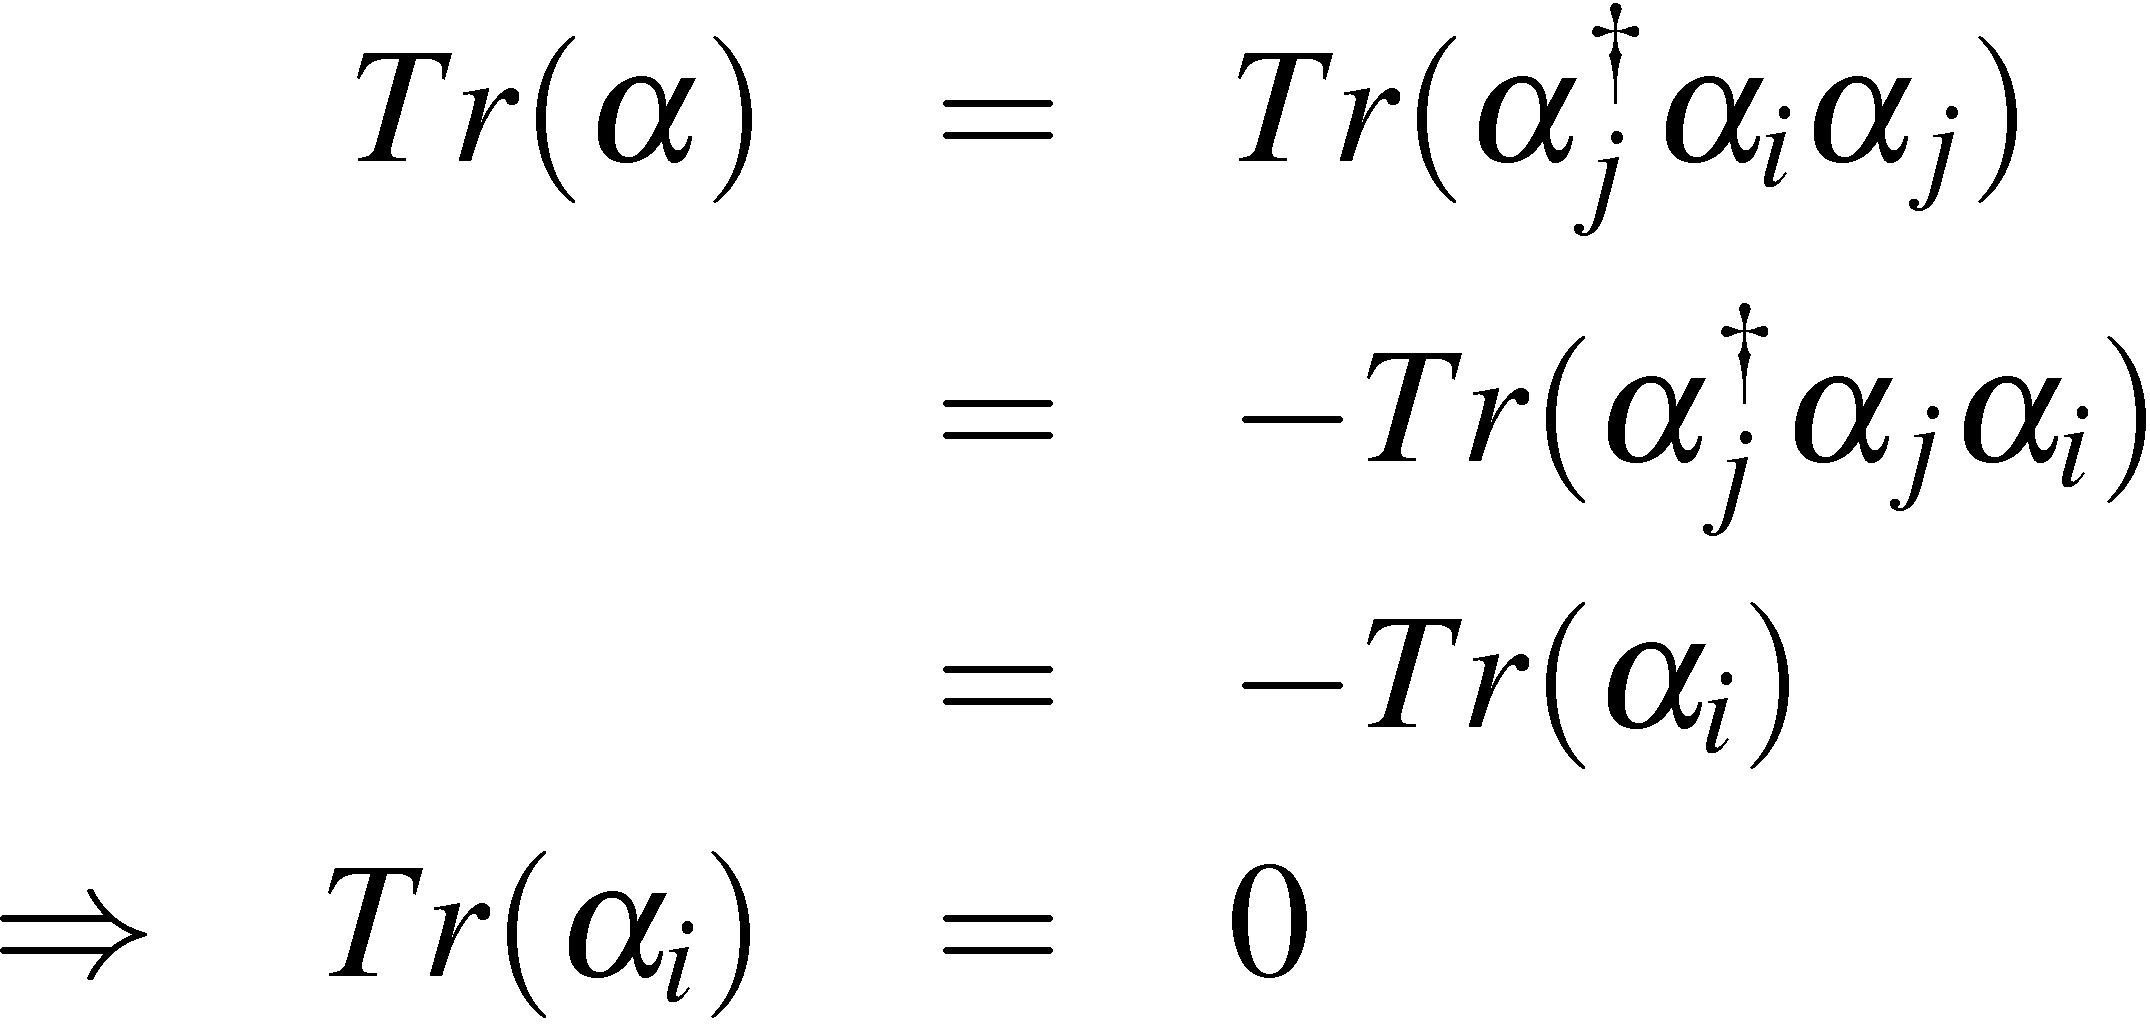 Tr(α) = Tr(α_j^† α_i α_j)
= −Tr(α_j^† α_j α_i)
= −Tr(α_i)
⇒ Tr(α_i) = 0